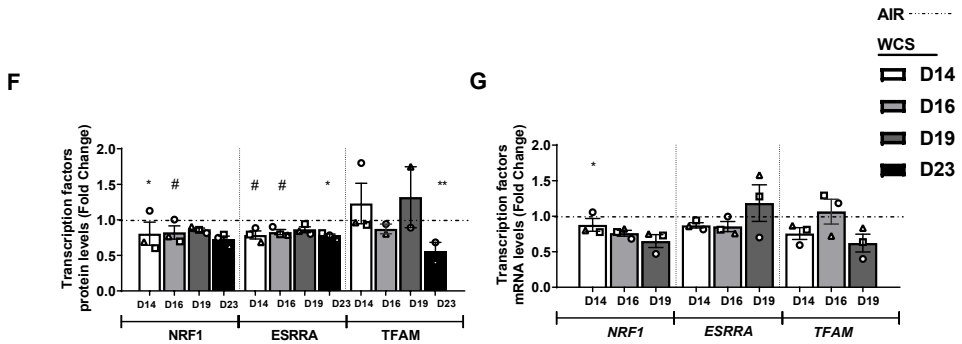 AIR
WCS
D14
D16
D19
D23
F
Transcription factors
protein levels (Fold Change)
2.0
1.5
1.0
0.5
0.0
* # # # * **
D14 D16 D19 D23 D14 D16 D19 D23 D14 D16 D19 D23
NRF1 ESRRA TFAM
G
Transcription factors
mRNA levels (Fold Change)
2.0
1.5
1.0
0.5
0.0
*
D14 D16 D19 D14 D16 D19 D14 D16 D19
NRF1 ESRRA TFAM